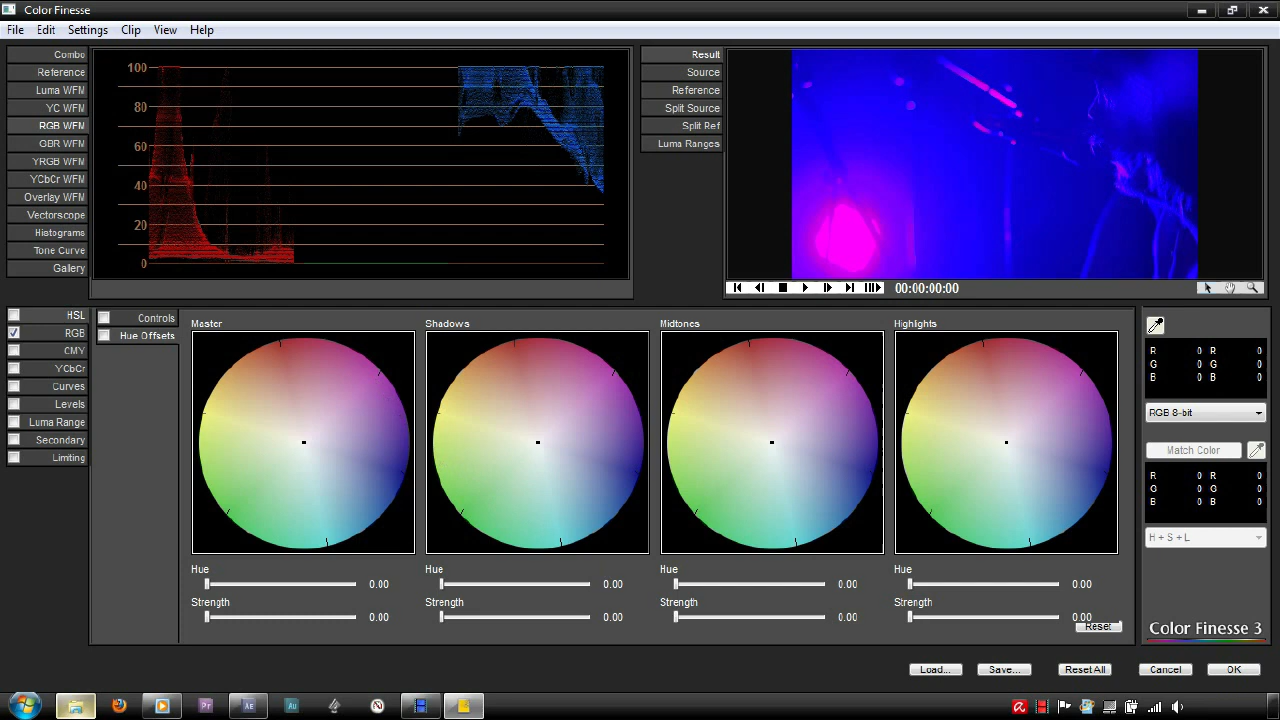 Color Finesse
File Edit Settings Clip View Help
Combo
Reference
Luma WFM
YC WFM
RGB WFM
GBR WFM
YRGB WFM
YCbCr WFM
Overlay WFM
Vectorscope
Histograms
Tone Curve
Gallery
100
80
60
40
20
0
Result
Source
Reference
Split Source
Split Ref
Luma Ranges
00:00:00:00
HSL
RGB
CMY
YCbCr
Curves
Levels
Luma Range
Secondary
Limiting
Controls
Hue Offsets
Master Shadows Midtones Highlights
Hue Hue Hue Hue
0.00 0.00 0.00 0.00
Strength Strength Strength Strength
0.00 0.00 0.00 0.00
Reset
R 0 R 0
G 0 G 0
B 0 B 0
RGB 8-bit
Match Color
R 0 R 0
G 0 G 0
B 0 B 0
H + S + L
Color Finesse 3
Load... Save... Reset All Cancel OK
Pr AE Au